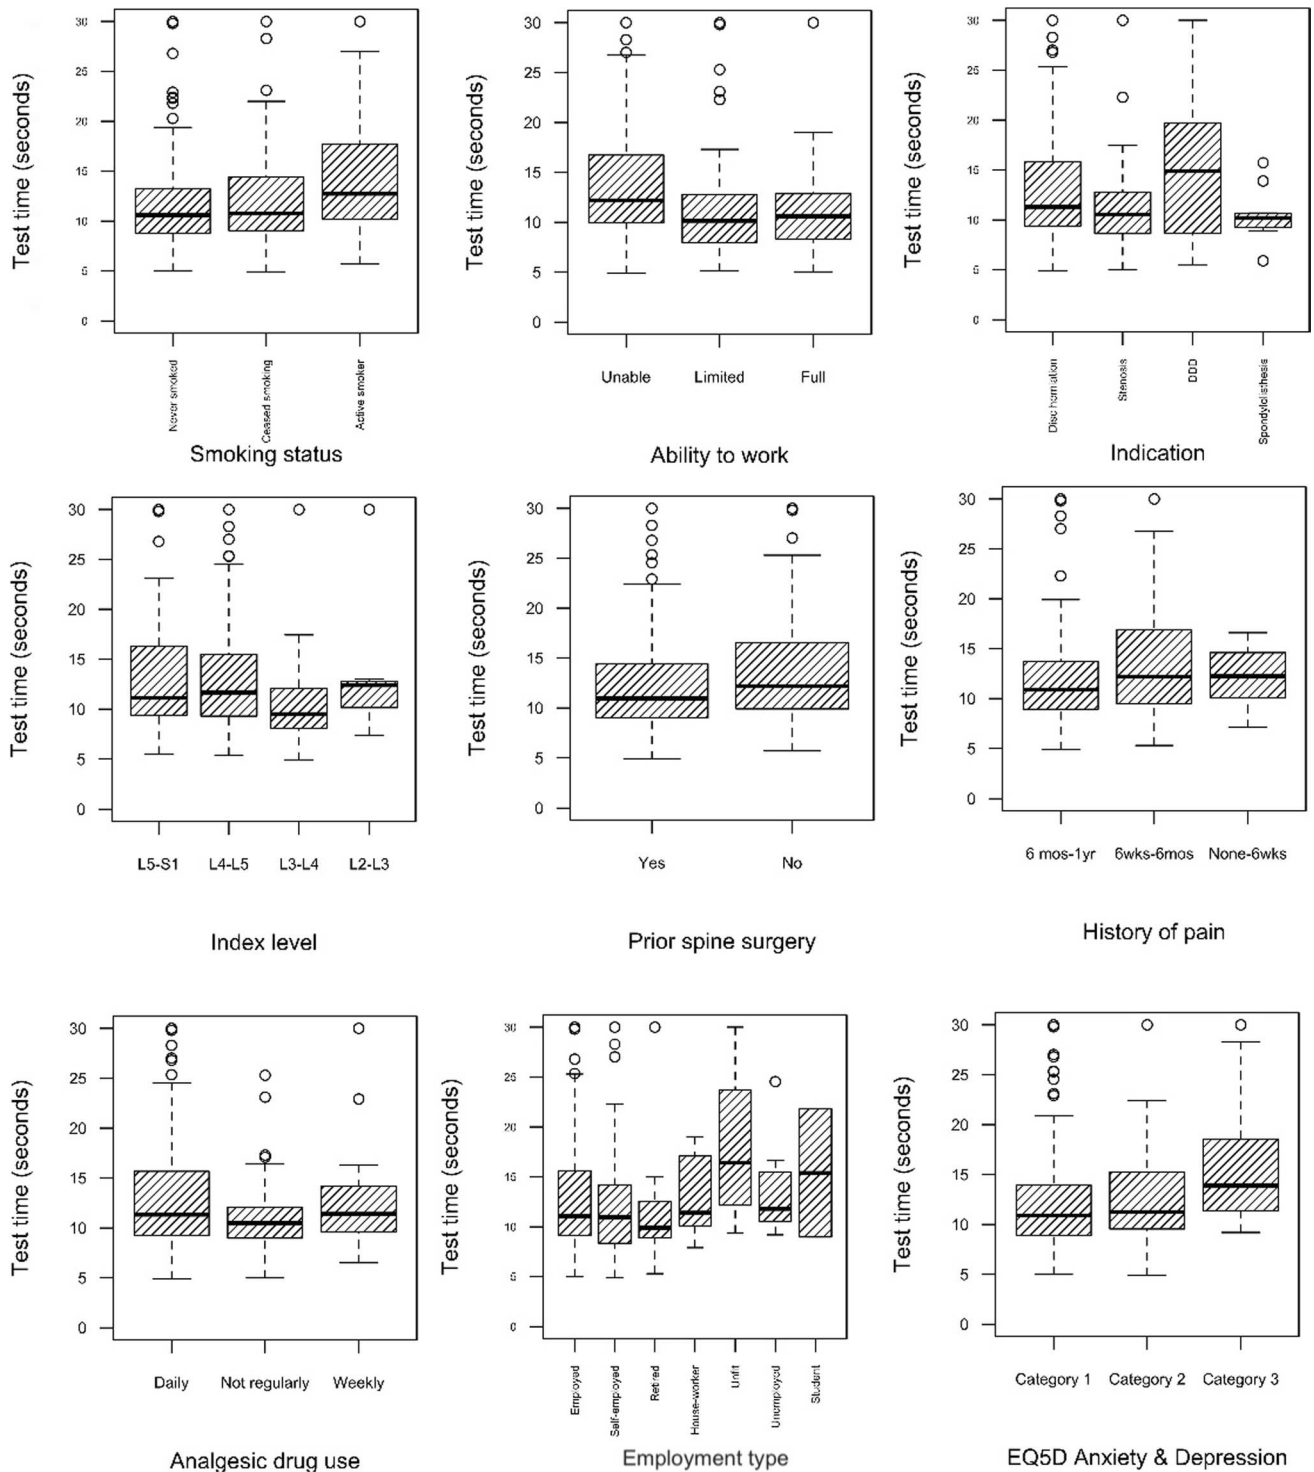 Test time (seconds)
30
25
20
15
10
5
0
Never smoked
Ceased smoking
Active smoker
Smoking status
Test time (seconds)
30
25
20
15
10
5
0
Unable Limited Full
Ability to work
Test time (seconds)
30
25
20
15
10
5
0
Disc herniation
Stenosis
DDD
Spondylolisthesis
Indication
Test time (seconds)
30
25
20
15
10
5
0
L5-S1 L4-L5 L3-L4 L2-L3
Index level
Test time (seconds)
30
25
20
15
10
5
0
Yes No
Prior spine surgery
Test time (seconds)
30
25
20
15
10
5
0
6 mos-1yr 6wks-6mos None-6wks
History of pain
Test time (seconds)
30
25
20
15
10
5
0
Daily Not regularly Weekly
Analgesic drug use
Test time (seconds)
30
25
20
15
10
5
0
Employed
Self-employed
Retired
House-worker
Unfit
Unemployed
Student
Employment type
Test time (seconds)
30
25
20
15
10
5
0
Category 1 Category 2 Category 3
EQ5D Anxiety & Depression